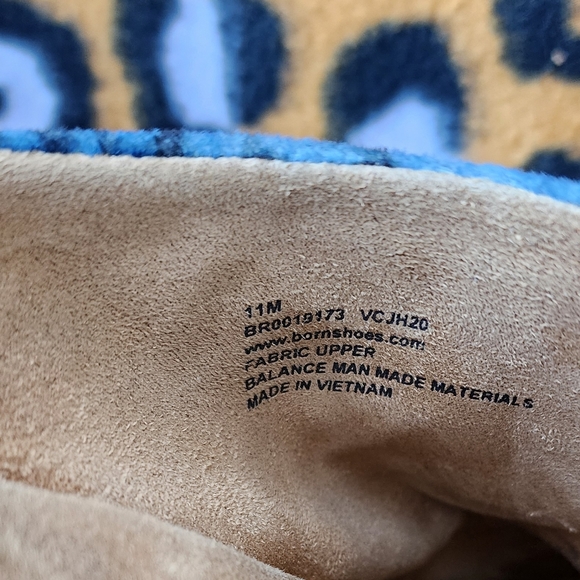 11M
BR0019173 VCJH20
www.bornshoes.com
FABRIC UPPER
BALANCE MAN MADE MATERIALS
MADE IN VIETNAM